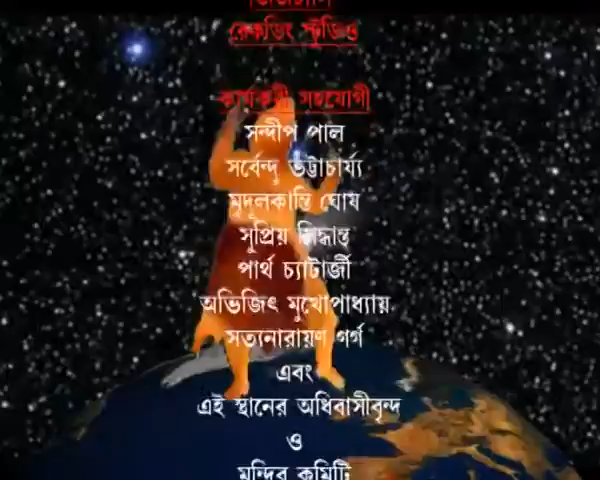 রেকর্ডিং স্টুডিও
কার্যকরী সহযোগী
সন্দীপ পাল
সর্বেন্দু ভট্টাচার্য্য
মৃদুলকান্তি ঘোষ
সুপ্রিয় সিদ্ধান্ত
পার্থ চ্যাটার্জী
অভিজিৎ মুখোপাধ্যায়
সত্যনারায়ণ গর্গ
এবং
এই স্থানের অধিবাসীবৃন্দ
ও
মন্দির কমিটি